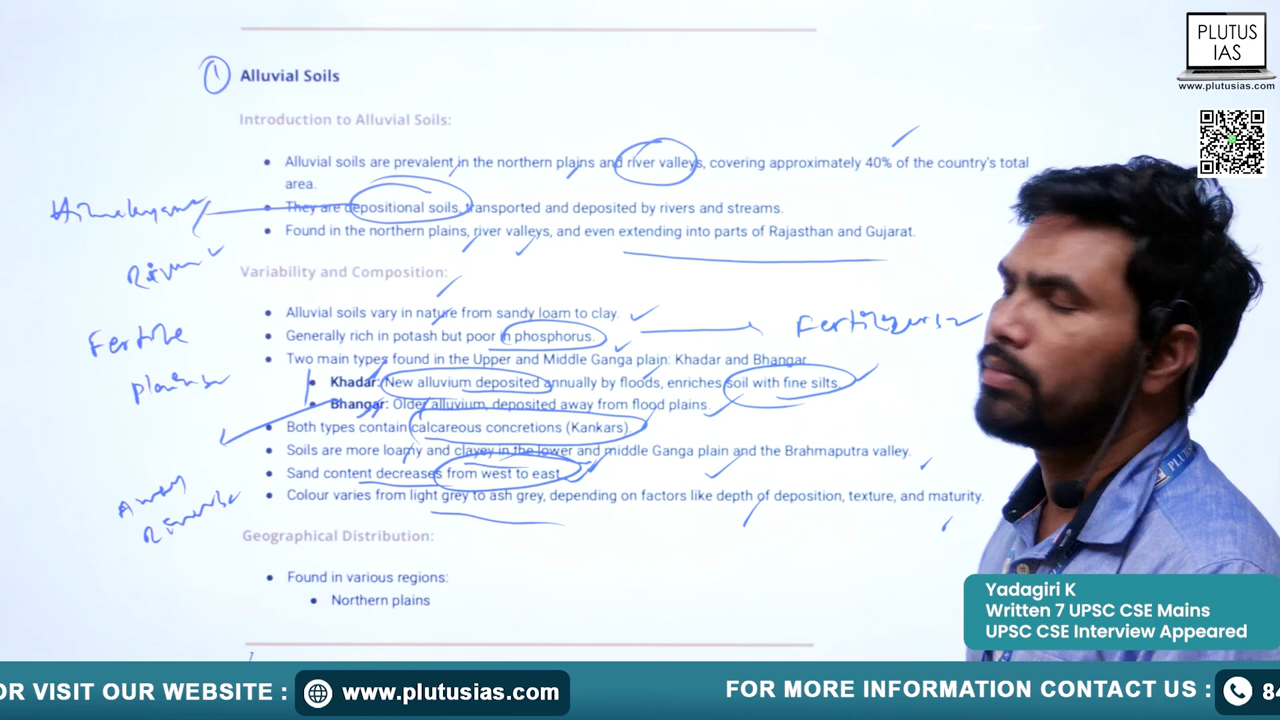 PLUTUS
IAS
www.plutusias.com
1 Alluvial Soils
Introduction to Alluvial Soils:
• Alluvial soils are prevalent in the northern plains and river valleys, covering approximately 40% of the country's total
area.
Himalayan
• They are depositional soils, transported and deposited by rivers and streams.
• Found in the northern plains, river valleys, and even extending into parts of Rajasthan and Gujarat.
River
Variability and Composition:
• Alluvial soils vary in nature from sandy loam to clay.
• Generally rich in potash but poor in phosphorus.
Fertilizers
Fertile
plains
• Two main types found in the Upper and Middle Ganga plain: Khadar and Bhangar.
• Khadar: New alluvium deposited annually by floods, enriches soil with fine silts.
• Bhangar: Older alluvium, deposited away from flood plains.
• Both types contain calcareous concretions (Kankars).
• Soils are more loamy and clayey in the lower and middle Ganga plain and the Brahmaputra valley.
• Sand content decreases from west to east.
• Colour varies from light grey to ash grey, depending on factors like depth of deposition, texture, and maturity.
Away
Geographical Distribution:
• Found in various regions:
• Northern plains
Yadagiri K
Written 7 UPSC CSE Mains
UPSC CSE Interview Appeared
OR VISIT OUR WEBSITE : www.plutusias.com FOR MORE INFORMATION CONTACT US : 84